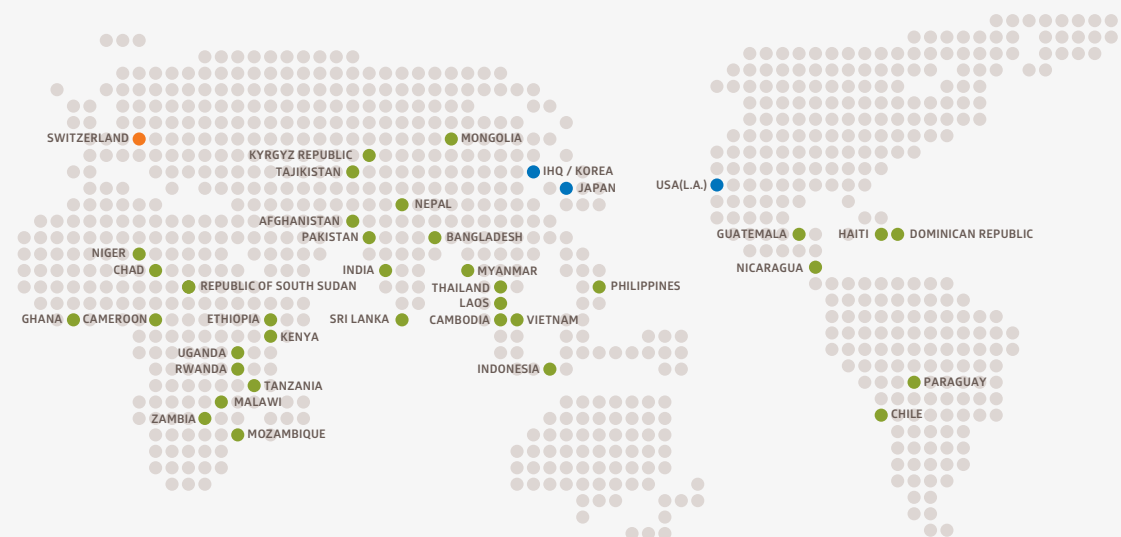 SWITZERLAND
MONGOLIA
KYRGYZ REPUBLIC
TAJIKISTAN
IHQ / KOREA
JAPAN
USA(L.A.)
NEPAL
AFGHANISTAN
PAKISTAN
BANGLADESH
GUATEMALA
HAITI
DOMINICAN REPUBLIC
NIGER
CHAD
INDIA
MYANMAR
NICARAGUA
REPUBLIC OF SOUTH SUDAN
THAILAND
PHILIPPINES
LAOS
GHANA
CAMEROON
ETHIOPIA
SRI LANKA
CAMBODIA
VIETNAM
KENYA
UGANDA
RWANDA
INDONESIA
TANZANIA
PARAGUAY
MALAWI
ZAMBIA
CHILE
MOZAMBIQUE